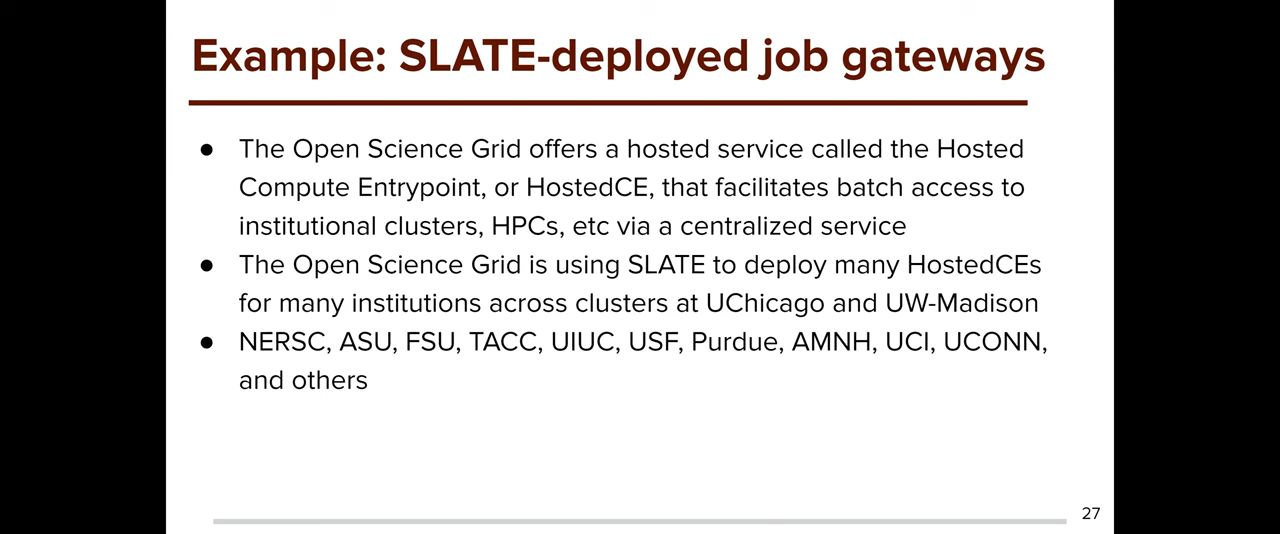 Example: SLATE-deployed job gateways
● The Open Science Grid offers a hosted service called the Hosted
Compute Entrypoint, or HostedCE, that facilitates batch access to
institutional clusters, HPCs, etc via a centralized service
● The Open Science Grid is using SLATE to deploy many HostedCEs
for many institutions across clusters at UChicago and UW-Madison
● NERSC, ASU, FSU, TACC, UIUC, USF, Purdue, AMNH, UCI, UCONN,
and others
27